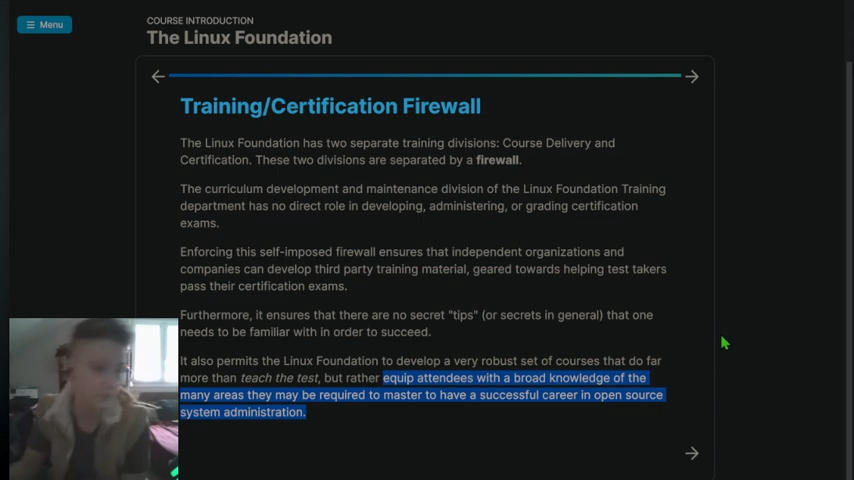 Menu
COURSE INTRODUCTION
The Linux Foundation
Training/Certification Firewall
The Linux Foundation has two separate training divisions: Course Delivery and
Certification. These two divisions are separated by a firewall.
The curriculum development and maintenance division of the Linux Foundation Training
department has no direct role in developing, administering, or grading certification
exams.
Enforcing this self-imposed firewall ensures that independent organizations and
companies can develop third party training material, geared towards helping test takers
pass their certification exams.
Furthermore, it ensures that there are no secret "tips" (or secrets in general) that one
needs to be familiar with in order to succeed.
It also permits the Linux Foundation to develop a very robust set of courses that do far
more than teach the test, but rather equip attendees with a broad knowledge of the
many areas they may be required to master to have a successful career in open source
system administration.